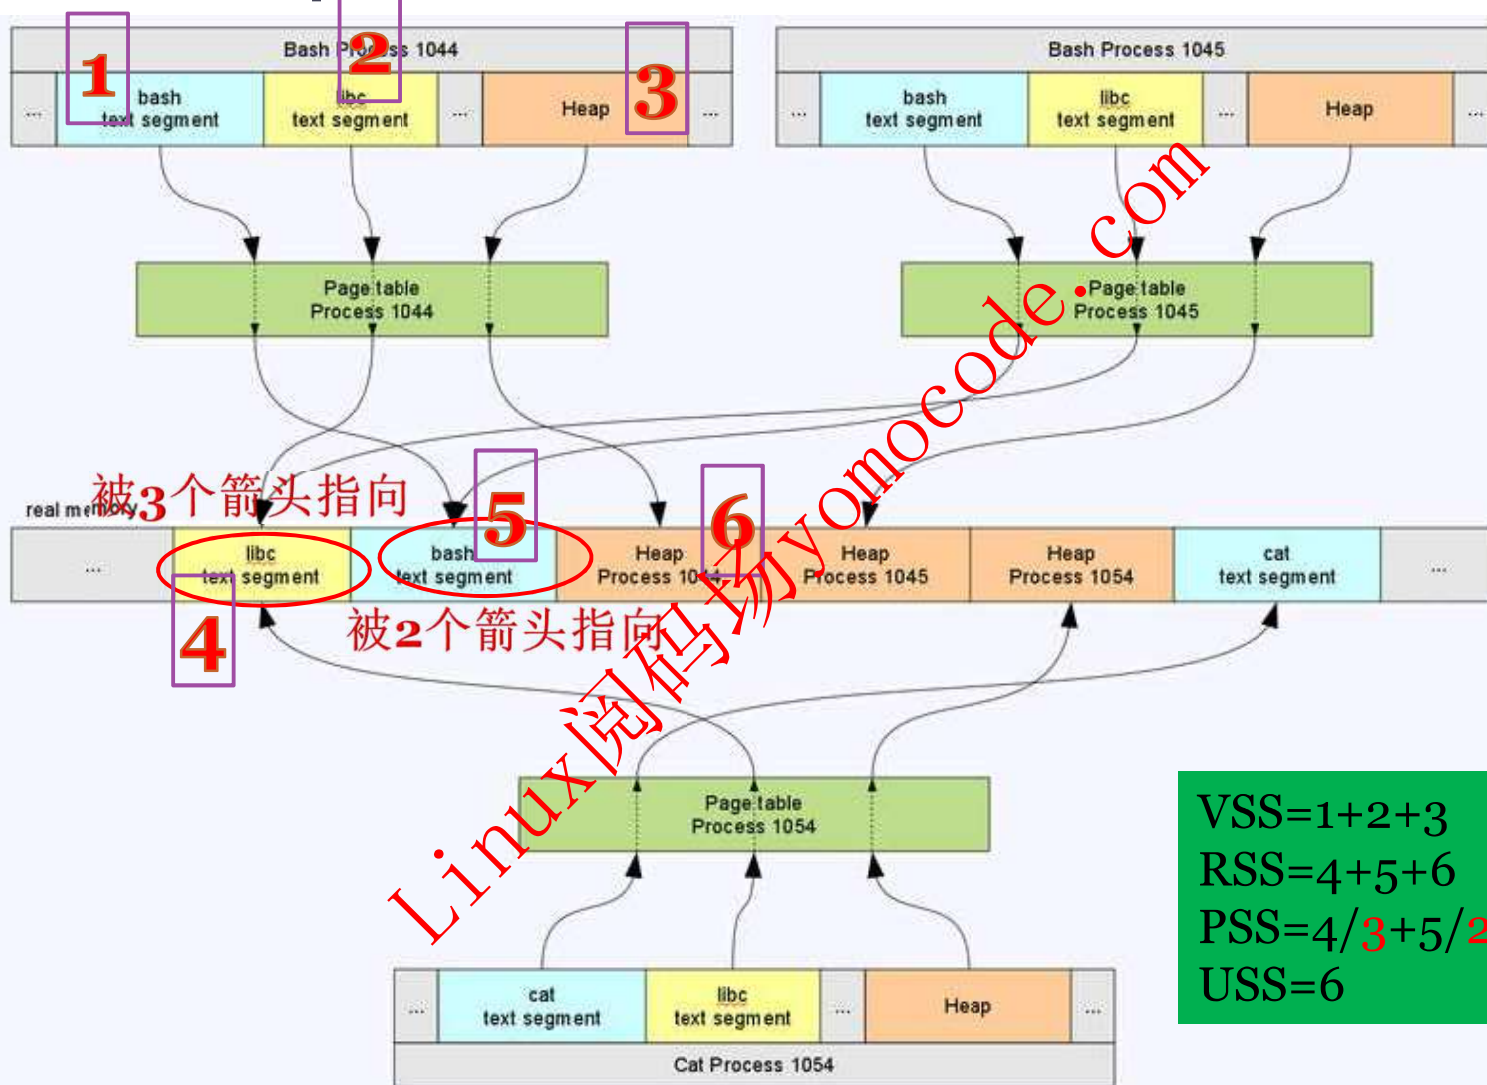 Bash Process 1044
1
2
3
...
bash
text segment
libc
text segment
...
Heap
...
Bash Process 1045
...
bash
text segment
libc
text segment
...
Heap
...
Page table
Process 1044
Page table
Process 1045
被3个箭头指向
real memory
...
libc
text segment
4
bash
text segment
5
Heap
Process 1044
6
Heap
Process 1045
Heap
Process 1054
cat
text segment
...
被2个箭头指向
Linux阅码场yomocode.com
Page table
Process 1054
...
cat
text segment
libc
text segment
...
Heap
...
Cat Process 1054
VSS=1+2+3
RSS=4+5+6
PSS=4/3+5/2
USS=6